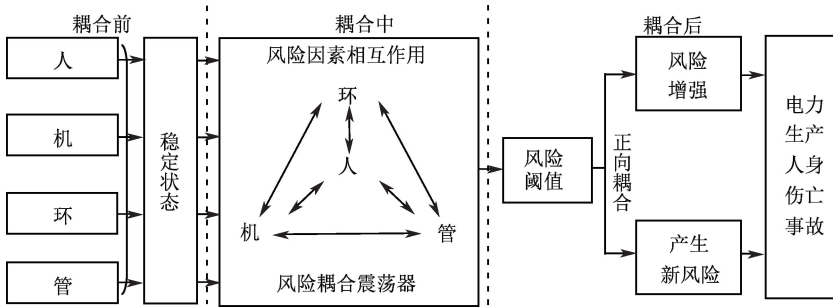 耦合前
耦合中
耦合后
人
机
环
管
稳定状态
风险因素相互作用
环
人
机
管
风险耦合震荡器
风险
阈值
正向耦合
风险
增强
产生
新风险
电力
生产
人身
伤亡
事故